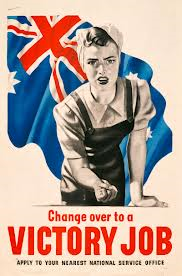 Change over to a
VICTORY JOB
APPLY TO YOUR NEAREST NATIONAL SERVICE OFFICE